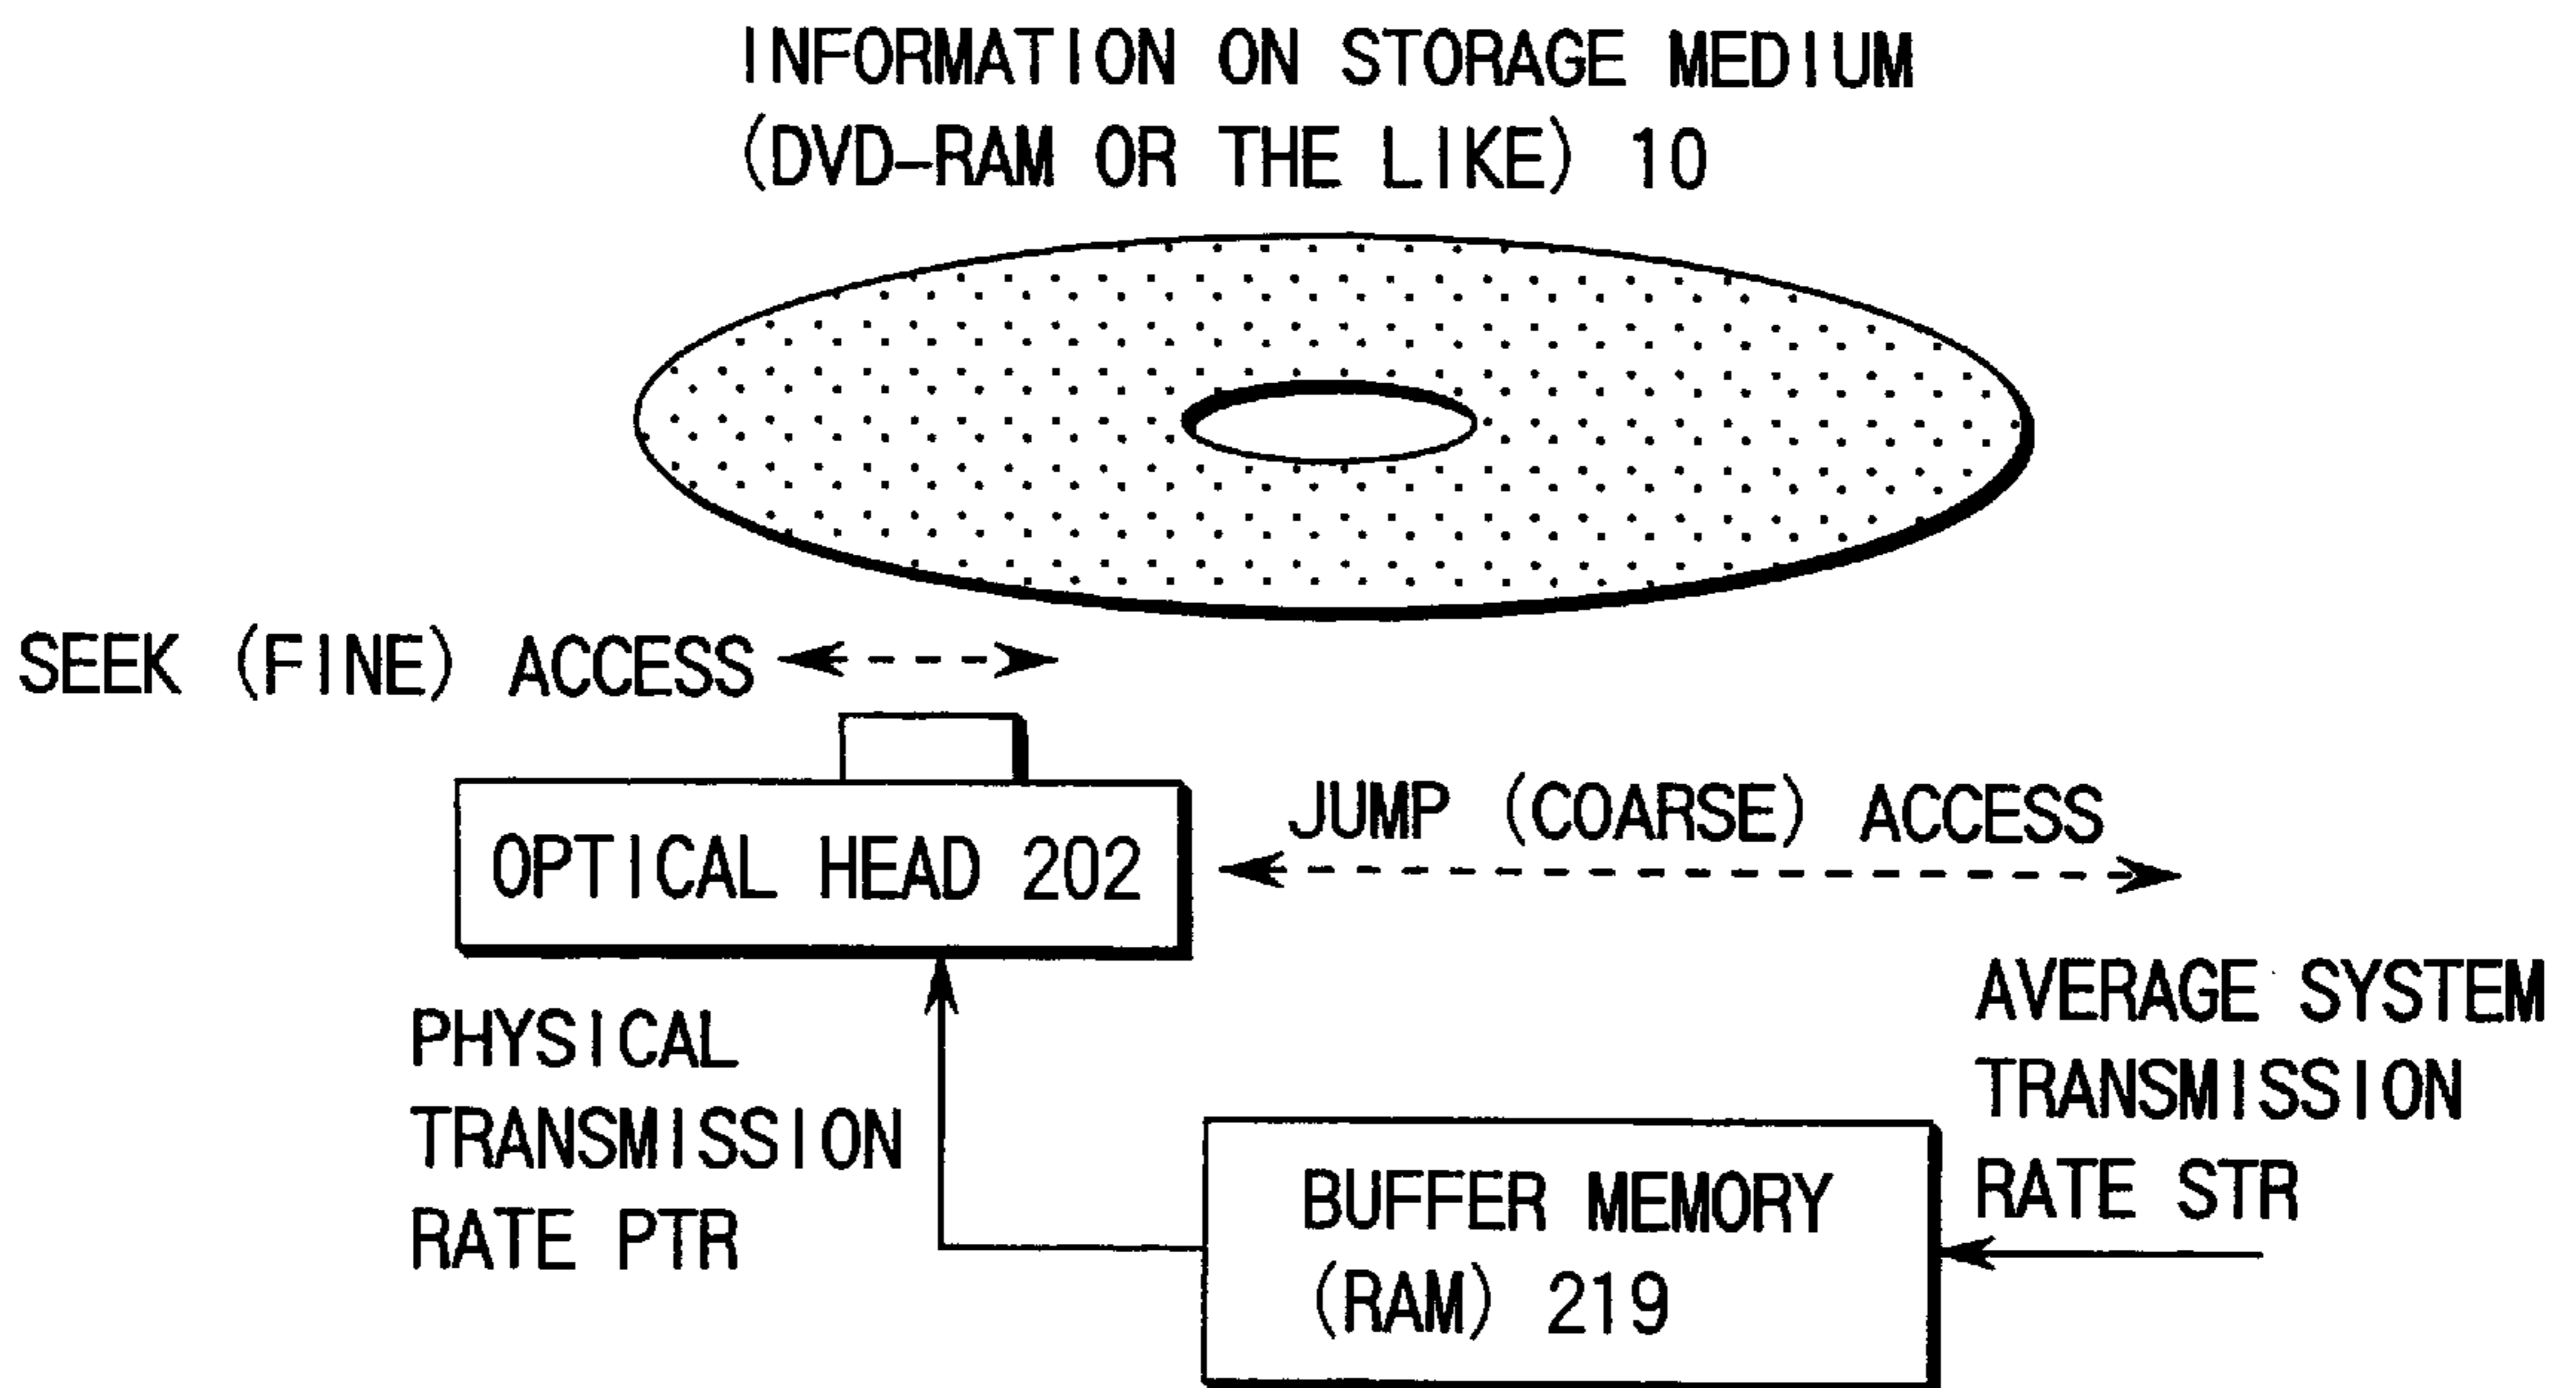 INFORMATION ON STORAGE MEDIUM
(DVD-RAM OR THE LIKE) 10
SEEK (FINE) ACCESS
OPTICAL HEAD 202
JUMP (COARSE) ACCESS
PHYSICAL
TRANSMISSION
RATE PTR
AVERAGE SYSTEM
TRANSMISSION
RATE STR
BUFFER MEMORY
(RAM) 219